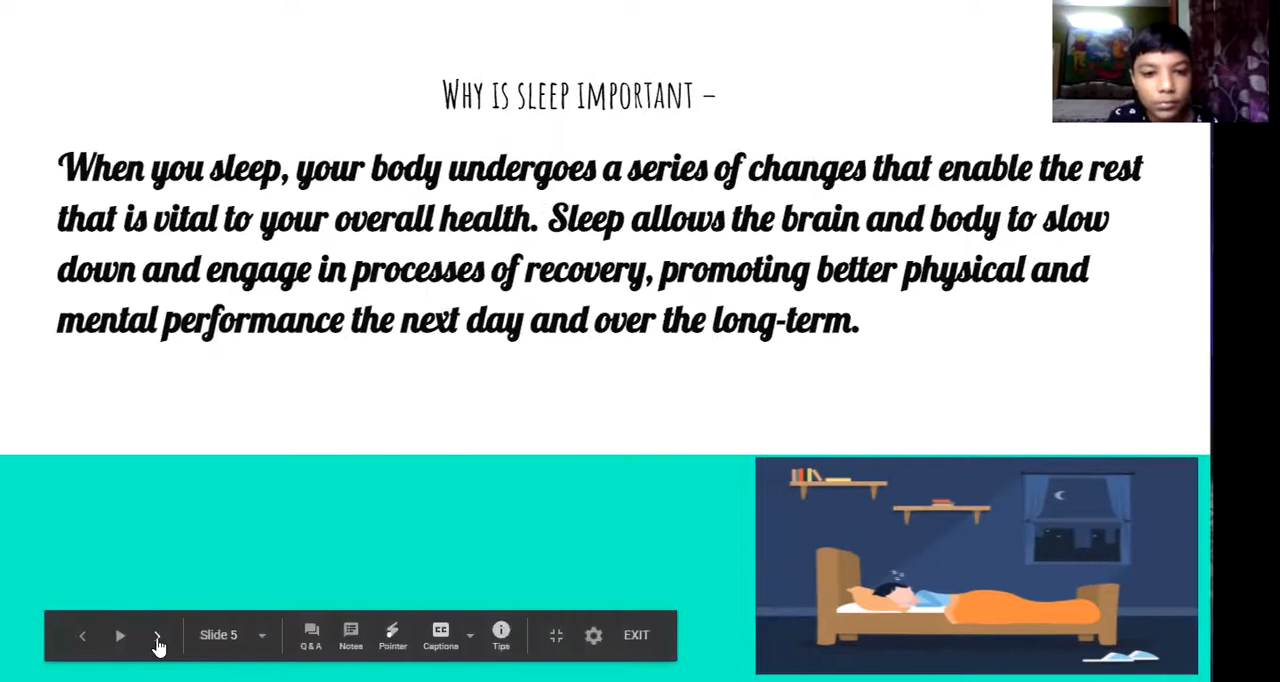 Why is sleep important –
When you sleep, your body undergoes a series of changes that enable the rest
that is vital to your overall health. Sleep allows the brain and body to slow
down and engage in processes of recovery, promoting better physical and
mental performance the next day and over the long-term.
Slide 5
Q&A
Notes
Pointer
CC
Captions
Tips
EXIT